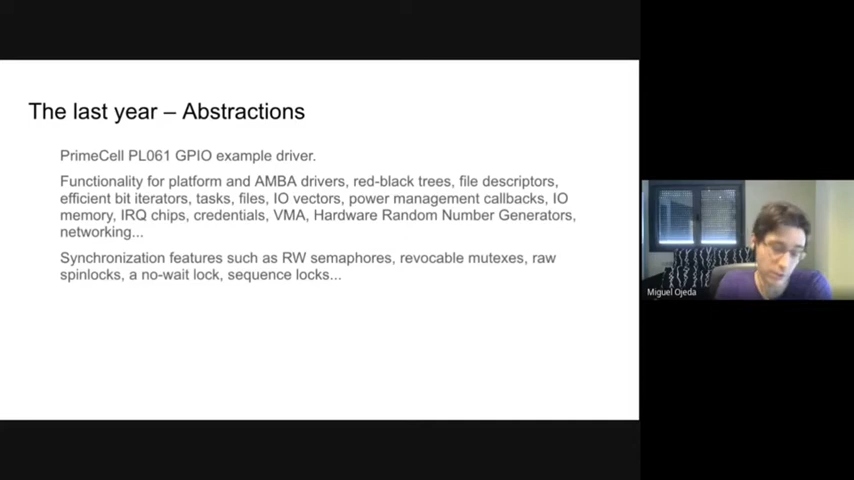 The last year – Abstractions
PrimeCell PL061 GPIO example driver.
Functionality for platform and AMBA drivers, red-black trees, file descriptors,
efficient bit iterators, tasks, files, IO vectors, power management callbacks, IO
memory, IRQ chips, credentials, VMA, Hardware Random Number Generators,
networking...
Synchronization features such as RW semaphores, revocable mutexes, raw
spinlocks, a no-wait lock, sequence locks...
Miguel Ojeda